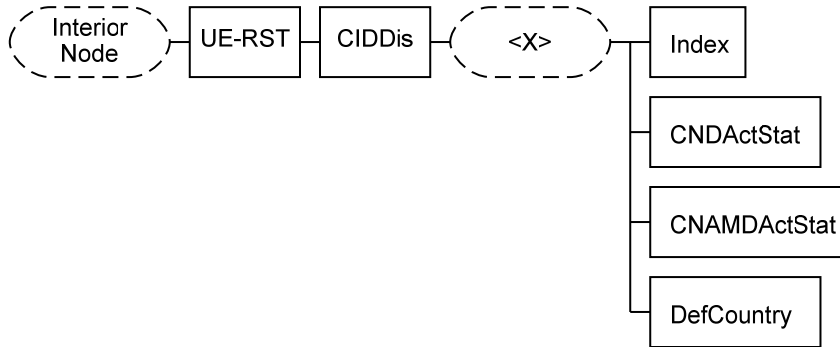 Interior
Node
UE-RST
CIDDis
<X>
Index
CNDActStat
CNAMDActStat
DefCountry